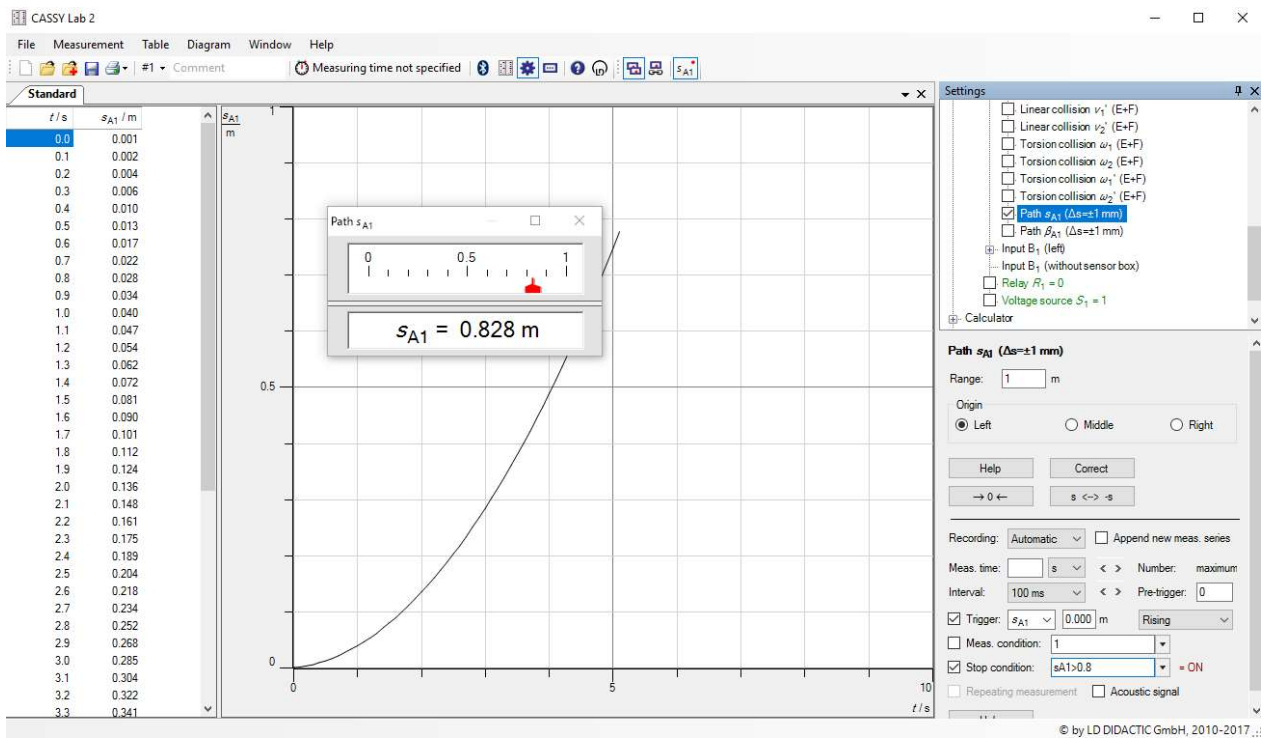 CASSY Lab 2
File Measurement Table Diagram Window Help
#1 Comment Measuring time not specified sA1
Standard
t / s sA1 / m
0.0 0.001
0.1 0.002
0.2 0.004
0.3 0.006
0.4 0.010
0.5 0.013
0.6 0.017
0.7 0.022
0.8 0.028
0.9 0.034
1.0 0.040
1.1 0.047
1.2 0.054
1.3 0.062
1.4 0.072
1.5 0.081
1.6 0.090
1.7 0.101
1.8 0.112
1.9 0.124
2.0 0.136
2.1 0.148
2.2 0.161
2.3 0.175
2.4 0.189
2.5 0.204
2.6 0.218
2.7 0.234
2.8 0.252
2.9 0.268
3.0 0.285
3.1 0.304
3.2 0.322
3.3 0.341
sA1
m
1
0.5
0
0 5 10
t / s
Path sA1
0 0.5 1
sA1 = 0.828 m
Settings
Linear collision v1' (E+F)
Linear collision v2' (E+F)
Torsion collision ω1 (E+F)
Torsion collision ω2 (E+F)
Torsion collision ω1' (E+F)
Torsion collision ω2' (E+F)
Path sA1 (Δs=±1 mm)
Path βA1 (Δs=±1 mm)
Input B1 (left)
Input B1 (without sensor box)
Relay R1 = 0
Voltage source S1 = 1
Calculator
Path sA1 (Δs=±1 mm)
Range: 1 m
Origin
Left Middle Right
Help Correct
→ 0 ← s <--> -s
Recording: Automatic Append new meas. series
Meas. time: s < > Number: maximum
Interval: 100 ms < > Pre-trigger: 0
Trigger: sA1 0.000 m Rising
Meas. condition: 1
Stop condition: sA1>0.8 = ON
Repeating measurement Acoustic signal
© by LD DIDACTIC GmbH, 2010-2017